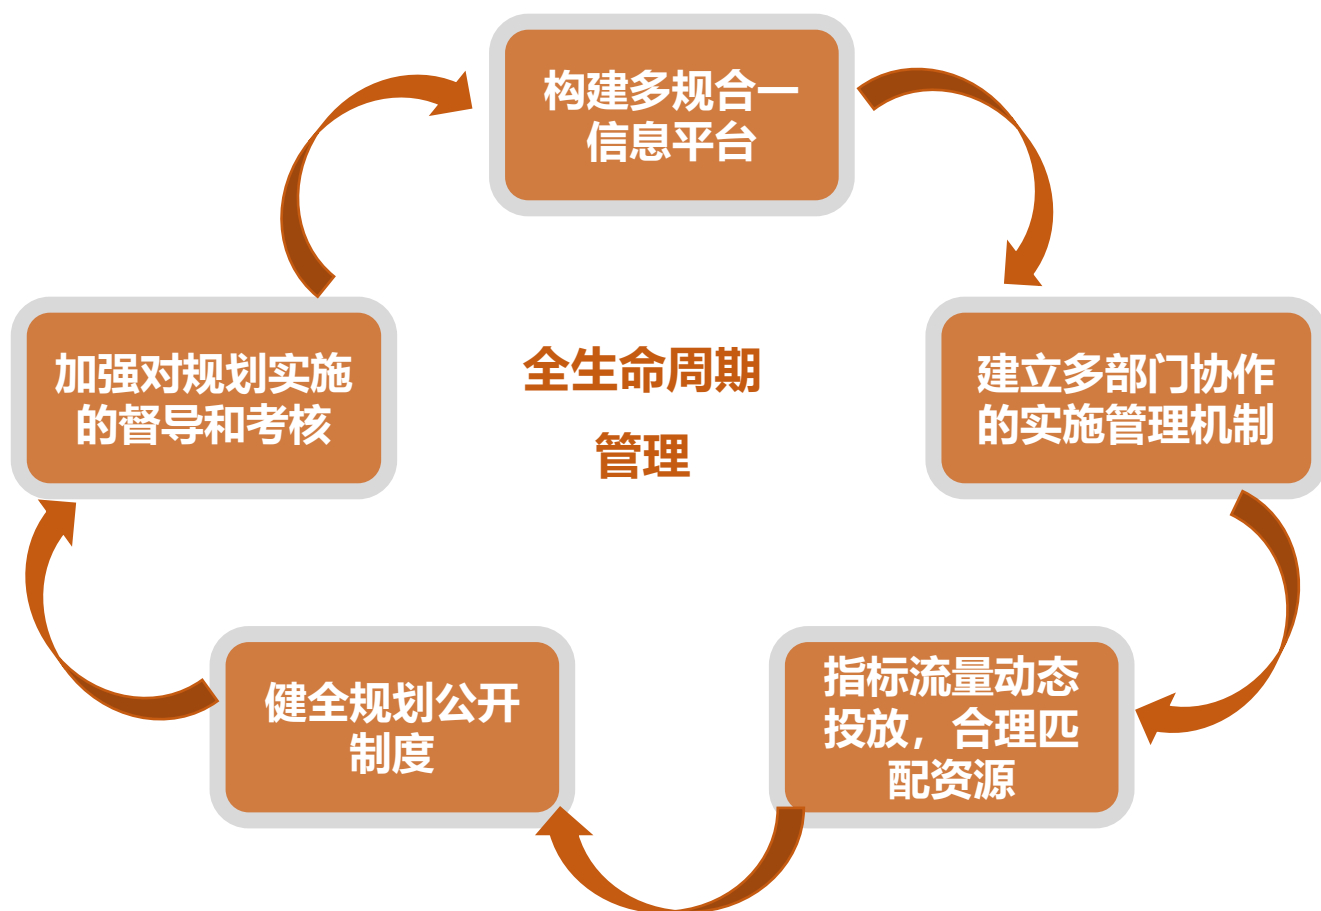 构建多规合一
信息平台
建立多部门协作
的实施管理机制
指标流量动态
投放，合理匹
配资源
健全规划公开
制度
加强对规划实施
的督导和考核
全生命周期
管理